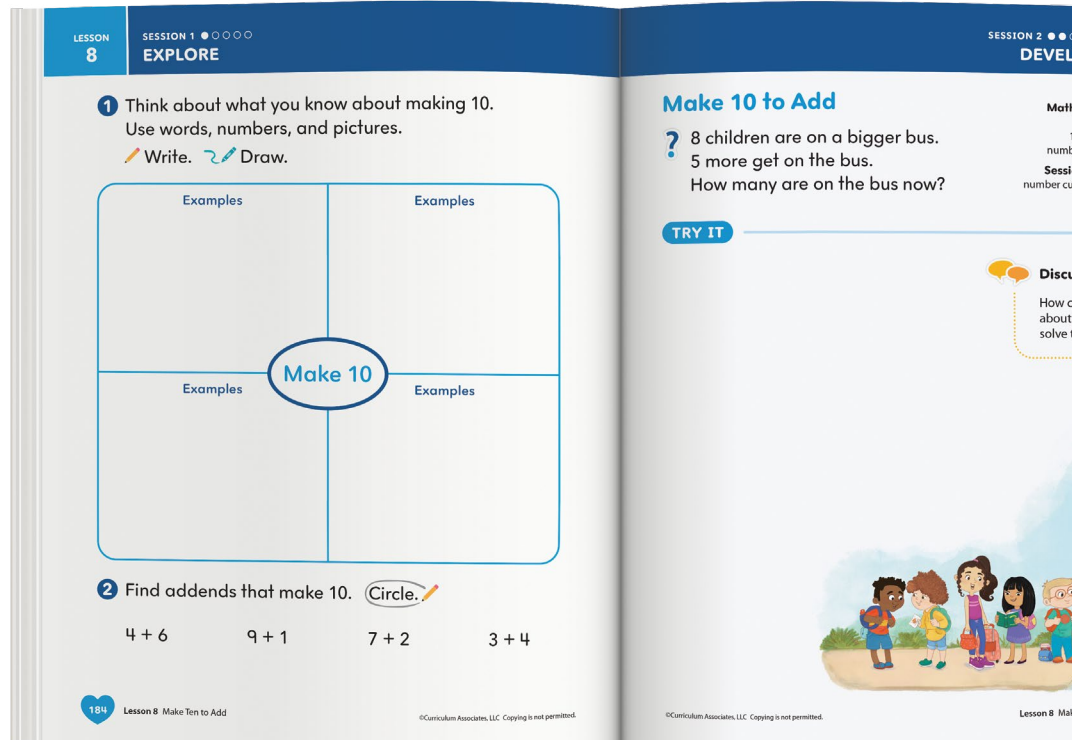 LESSON
8
SESSION 1
EXPLORE
1 Think about what you know about making 10.
Use words, numbers, and pictures.
Write. Draw.
Examples
Examples
Make 10
Examples
Examples
2 Find addends that make 10. Circle.
4 + 6
9 + 1
7 + 2
3 + 4
184
Lesson 8 Make Ten to Add
©Curriculum Associates, LLC Copying is not permitted.
SESSION 2
Make 10 to Add
? 8 children are on a bigger bus.
5 more get on the bus.
How many are on the bus now?
TRY IT
How
about
solve
©Curriculum Associates, LLC Copying is not permitted.
Lesson 8